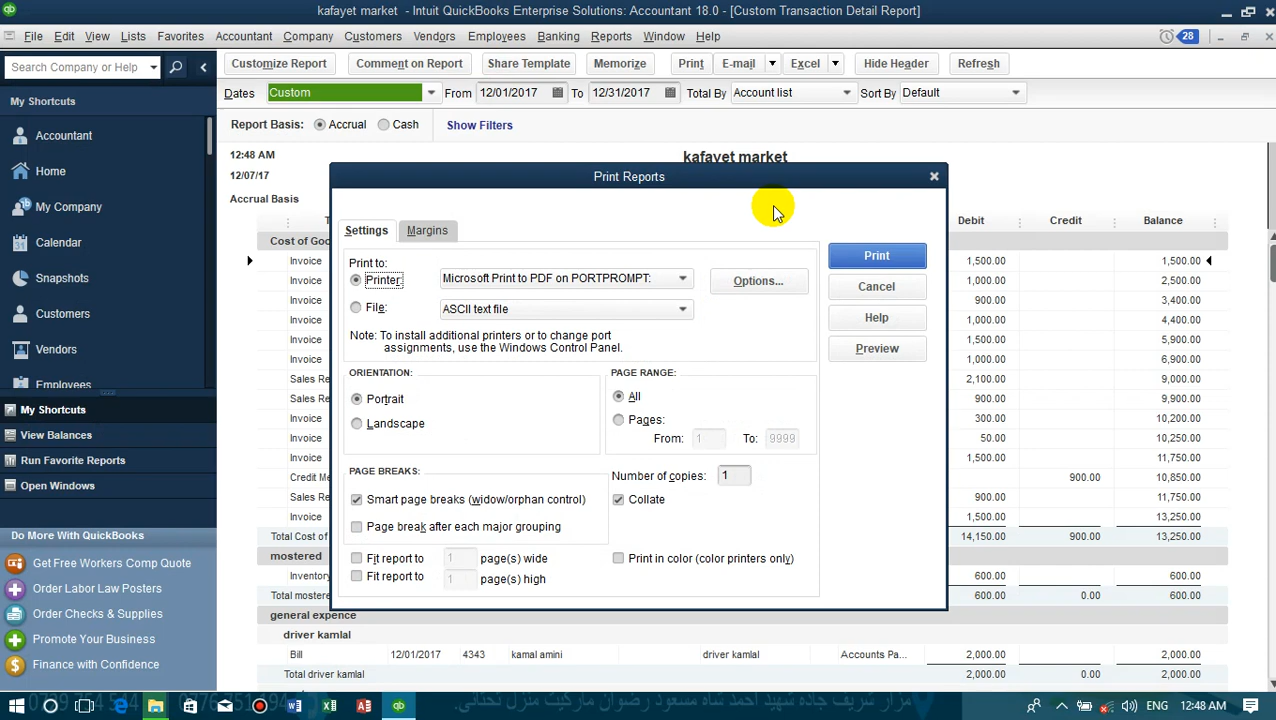 kafayet market - Intuit QuickBooks Enterprise Solutions: Accountant 18.0 - [Custom Transaction Detail Report]
File Edit View Lists Favorites Accountant Company Customers Vendors Employees Banking Reports Window Help 28
Search Company or Help
Customize Report Comment on Report Share Template Memorize Print E-mail Excel Hide Header Refresh
Dates Custom From 12/01/2017 To 12/31/2017 Total By Account list Sort By Default
Report Basis: Accrual Cash Show Filters
My Shortcuts
Accountant
Home
My Company
Calendar
Snapshots
Customers
Vendors
Employees
My Shortcuts
View Balances
Run Favorite Reports
Open Windows
Do More With QuickBooks
Get Free Workers Comp Quote
Order Labor Law Posters
Order Checks & Supplies
Promote Your Business
Finance with Confidence
12:48 AM
12/07/17
Accrual Basis
kafayet market
Debit Credit Balance
Cost of Goo
Invoice 1,500.00 1,500.00
Invoice 1,000.00 2,500.00
Invoice 900.00 3,400.00
Invoice 1,000.00 4,400.00
Invoice 1,500.00 5,900.00
Invoice 1,000.00 6,900.00
Sales Re 2,100.00 9,000.00
Sales Re 900.00 9,900.00
Invoice 300.00 10,200.00
Invoice 50.00 10,250.00
Invoice 1,500.00 11,750.00
Credit Me 900.00 10,850.00
Sales Re 900.00 11,750.00
Invoice 1,500.00 13,250.00
Total Cost of 14,150.00 900.00 13,250.00
mostered
Inventory 600.00 600.00
Total mostere 600.00 0.00 600.00
general expence
driver kamlal
Bill 12/01/2017 4343 kamal amini driver kamlal Accounts Pa... 2,000.00 2,000.00
Total driver kamlal 2,000.00 0.00 2,000.00
Print Reports
Settings Margins
Print to:
Printer: Microsoft Print to PDF on PORTPROMPT: Options...
File: ASCII text file
Note: To install additional printers or to change port
assignments, use the Windows Control Panel.
ORIENTATION:
Portrait
Landscape
PAGE RANGE:
All
Pages:
From: 1 To: 9999
PAGE BREAKS:
Smart page breaks (widow/orphan control)
Page break after each major grouping
Number of copies: 1
Collate
Fit report to 1 page(s) wide
Fit report to 1 page(s) high
Print in color (color printers only)
Print
Cancel
Help
Preview
مزار شریف جاده شهید احمد شاه مسعود رضوان مارکیت منزل تحتانی.
ENG 12:48 AM